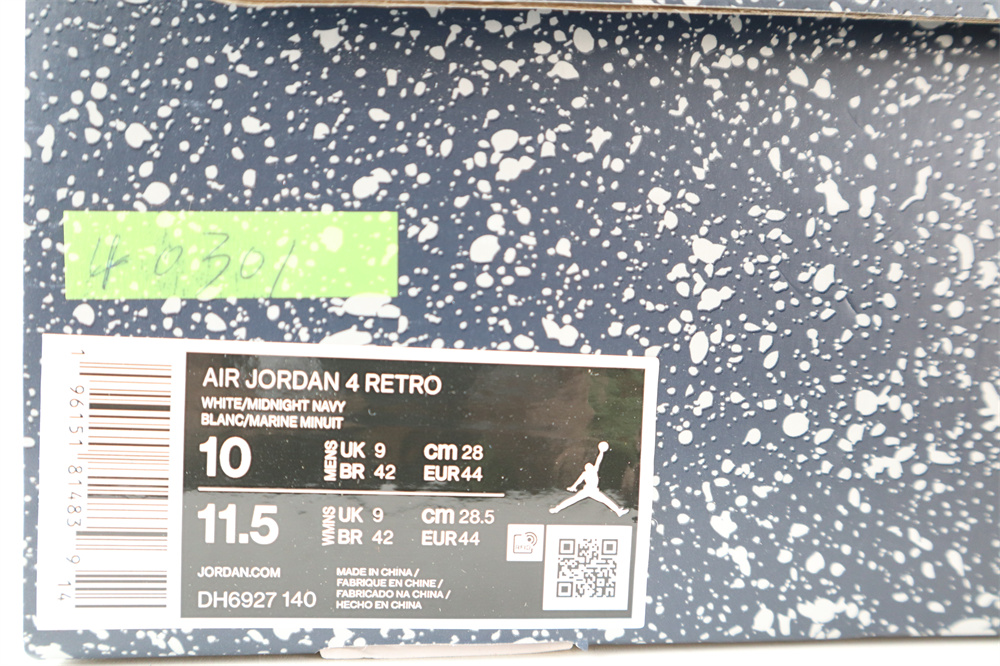 40301
AIR JORDAN 4 RETRO
WHITE/MIDNIGHT NAVY
BLANC/MARINE MINUIT
10 MENS UK 9 cm 28
BR 42 EUR 44
11.5 WMNS UK 9 cm 28.5
BR 42 EUR 44
JORDAN.COM
DH6927 140
MADE IN CHINA /
FABRIQUE EN CHINE /
FABRICADO NA CHINA /
HECHO EN CHINA
1 96151 81483 9 14